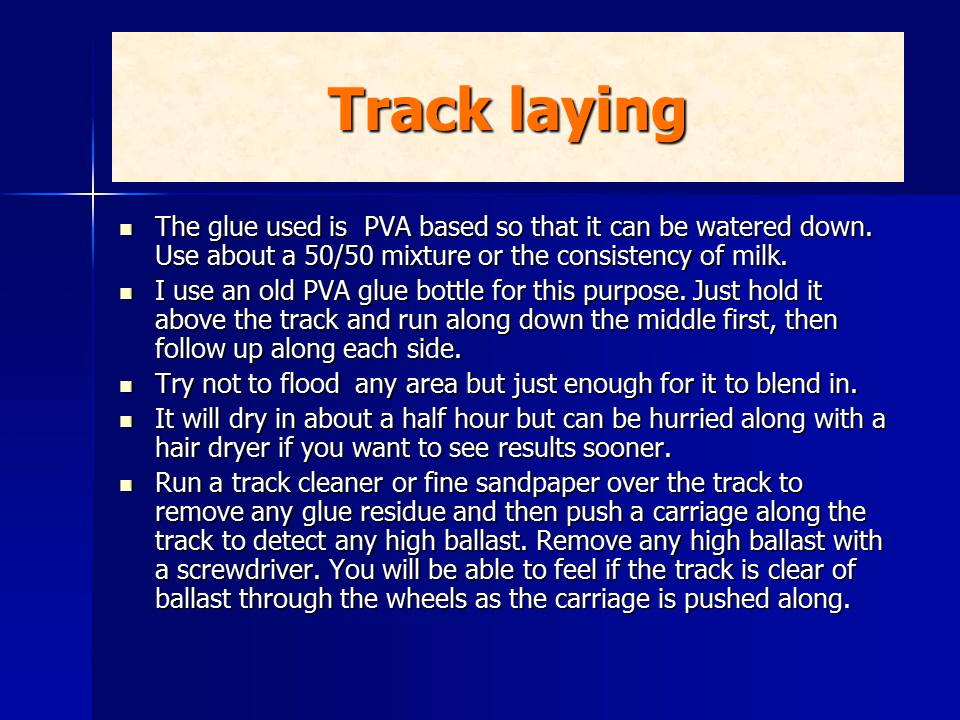 Track laying
The glue used is  PVA based so that it can be watered down.
Use about a 50/50 mixture or the consistency of milk.
I use an old PVA glue bottle for this purpose. Just hold it
above the track and run along down the middle first, then
follow up along each side.
Try not to flood  any area but just enough for it to blend in.
It will dry in about a half hour but can be hurried along with a
hair dryer if you want to see results sooner.
Run a track cleaner or fine sandpaper over the track to
remove any glue residue and then push a carriage along the
track to detect any high ballast. Remove any high ballast with
a screwdriver. You will be able to feel if the track is clear of
ballast through the wheels as the carriage is pushed along.